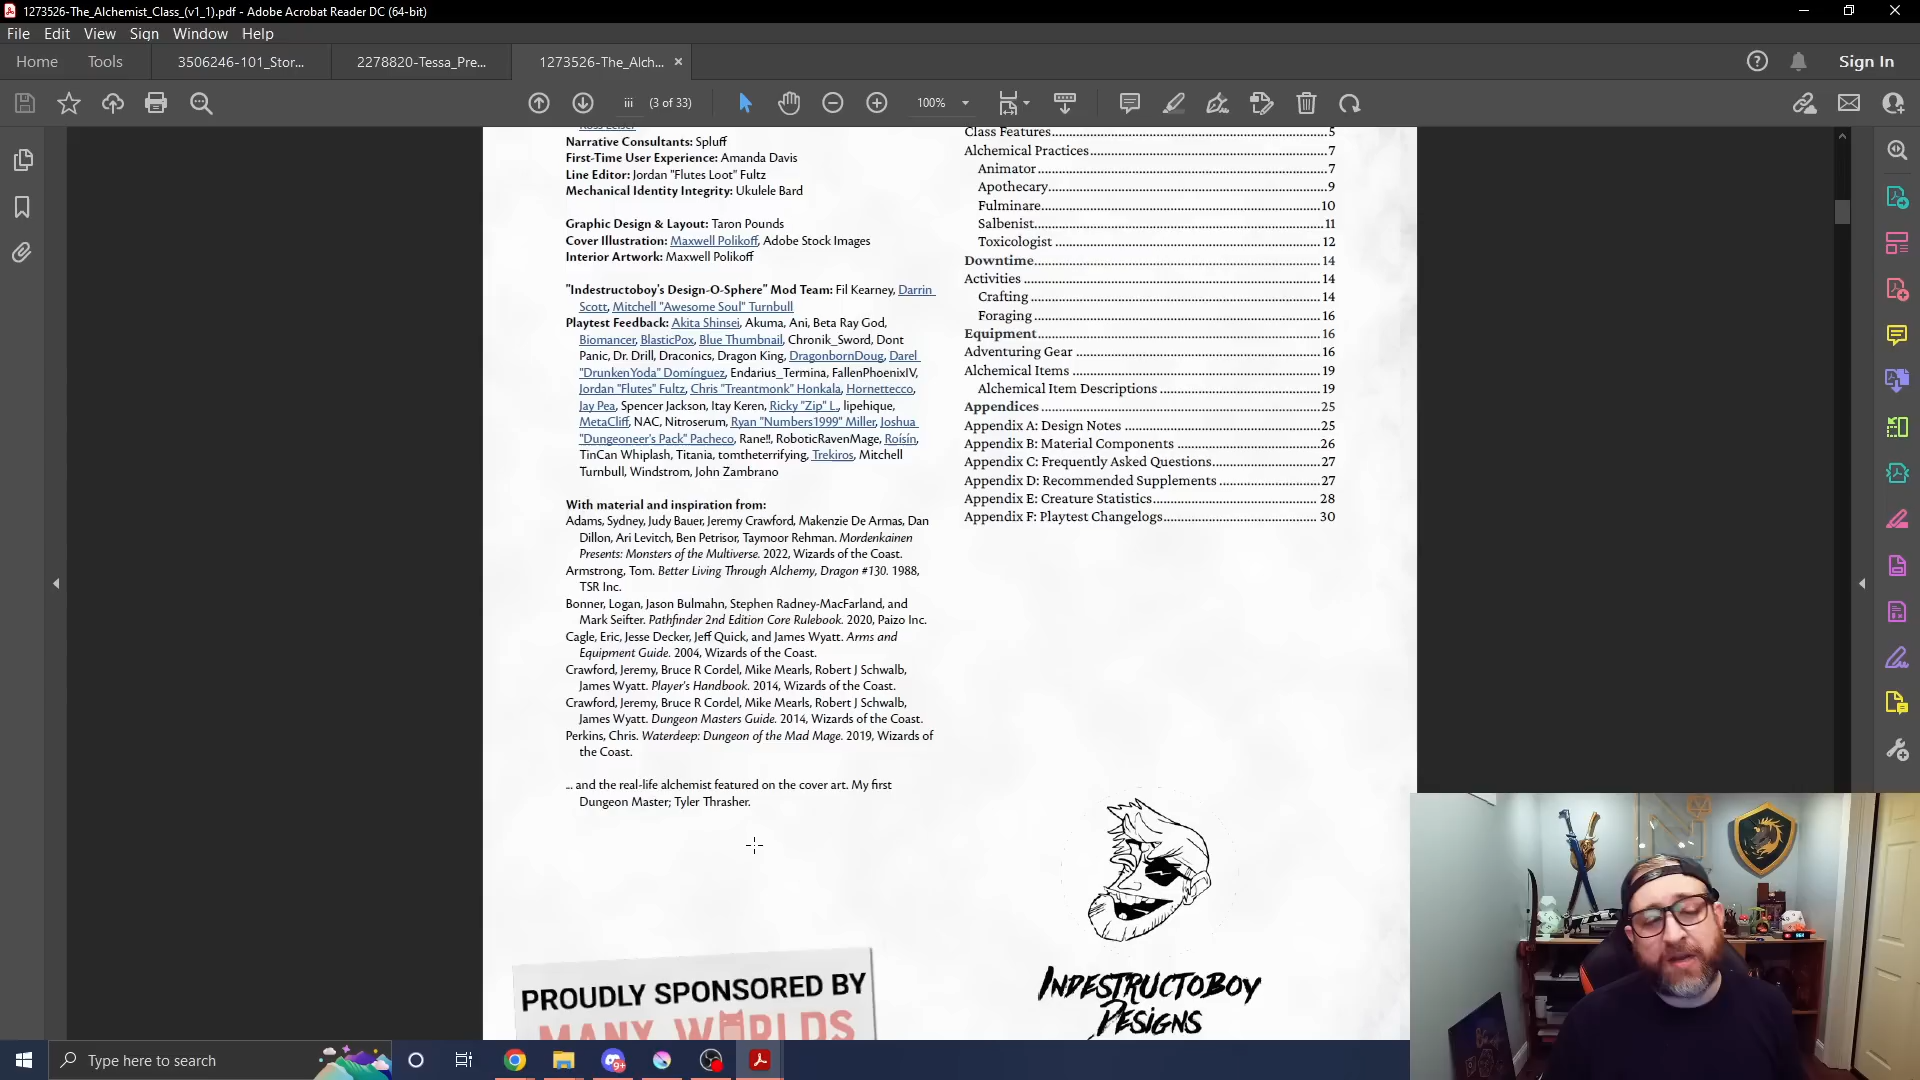 1273526-The_Alchemist_Class_(v1_1).pdf - Adobe Acrobat Reader DC (64-bit)
File Edit View Sign Window Help
Home Tools 3506246-101_Stor... 2278820-Tessa_Pre... 1273526-The_Alch... × Sign In
iii (3 of 33) 100%
Narrative Consultants: Spluff
First-Time User Experience: Amanda Davis
Line Editor: Jordan "Flutes Loot" Fultz
Mechanical Identity Integrity: Ukulele Bard
Graphic Design & Layout: Taron Pounds
Cover Illustration: Maxwell Polikoff, Adobe Stock Images
Interior Artwork: Maxwell Polikoff
"Indestructoboy's Design-O-Sphere" Mod Team: Fil Kearney, Darrin
Scott, Mitchell "Awesome Soul" Turnbull
Playtest Feedback: Akita Shinsei, Akuma, Ani, Beta Ray God,
Biomancer, BlasticPox, Blue Thumbnail, Chronik_Sword, Dont
Panic, Dr. Drill, Draconics, Dragon King, DragonbornDoug, Darel
"DrunkenYoda" Domínguez, Endarius_Termina, FallenPhoenixIV,
Jordan "Flutes" Fultz, Chris "Treantmonk" Honkala, Hornettecco,
Jay Pea, Spencer Jackson, Itay Keren, Ricky "Zip" L., lipehique,
MetaCliff, NAC, Nitroserum, Ryan "Numbers1999" Miller, Joshua
"Dungeoneer's Pack" Pacheco, Rane!!, RoboticRavenMage, Roísín,
TinCan Whiplash, Titania, tomtheterrifying, Trekiros, Mitchell
Turnbull, Windstrom, John Zambrano
With material and inspiration from:
Adams, Sydney, Judy Bauer, Jeremy Crawford, Makenzie De Armas, Dan
Dillon, Ari Levitch, Ben Petrisor, Taymoor Rehman. Mordenkainen
Presents: Monsters of the Multiverse. 2022, Wizards of the Coast.
Armstrong, Tom. Better Living Through Alchemy, Dragon #130. 1988,
TSR Inc.
Bonner, Logan, Jason Bulmahn, Stephen Radney-MacFarland, and
Mark Seifter. Pathfinder 2nd Edition Core Rulebook. 2020, Paizo Inc.
Cagle, Eric, Jesse Decker, Jeff Quick, and James Wyatt. Arms and
Equipment Guide. 2004, Wizards of the Coast.
Crawford, Jeremy, Bruce R Cordel, Mike Mearls, Robert J Schwalb,
James Wyatt. Player's Handbook. 2014, Wizards of the Coast.
Crawford, Jeremy, Bruce R Cordel, Mike Mearls, Robert J Schwalb,
James Wyatt. Dungeon Masters Guide. 2014, Wizards of the Coast.
Perkins, Chris. Waterdeep: Dungeon of the Mad Mage. 2019, Wizards of
the Coast.
... and the real-life alchemist featured on the cover art. My first
Dungeon Master; Tyler Thrasher.
PROUDLY SPONSORED BY
MANY WORLDS
Class Features 5
Alchemical Practices 7
Animator 7
Apothecary 9
Fulminare 10
Salbenist 11
Toxicologist 12
Downtime 14
Activities 14
Crafting 14
Foraging 16
Equipment 16
Adventuring Gear 16
Alchemical Items 19
Alchemical Item Descriptions 19
Appendices 25
Appendix A: Design Notes 25
Appendix B: Material Components 26
Appendix C: Frequently Asked Questions 27
Appendix D: Recommended Supplements 27
Appendix E: Creature Statistics 28
Appendix F: Playtest Changelogs 30
INDESTRUCTOBOY
DESIGNS
Type here to search
9+